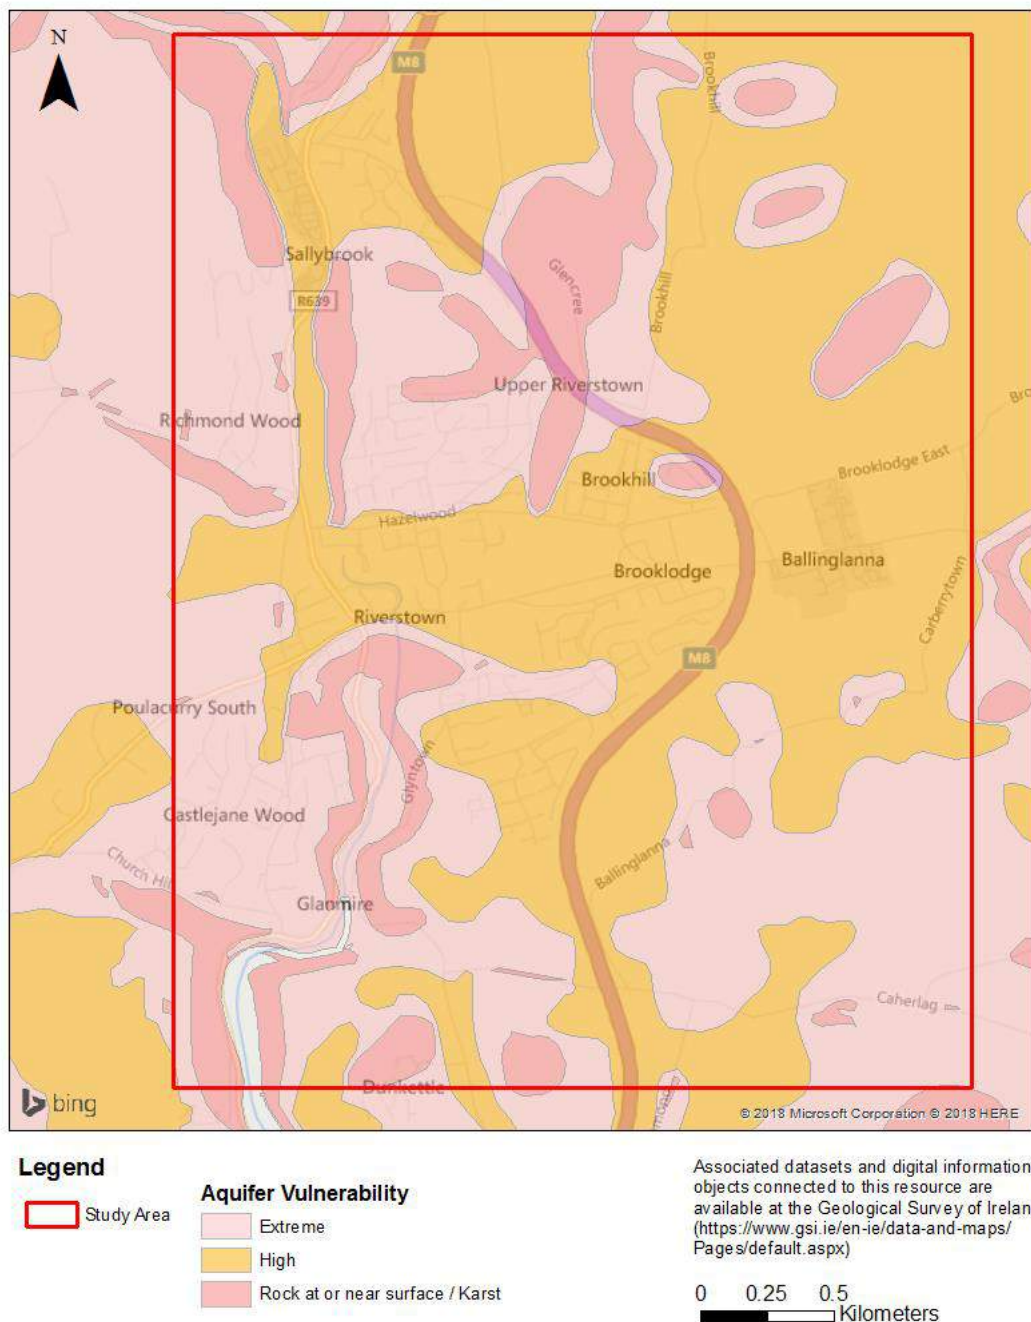 N
M8
Brookhill
Sallybrook
R639
Glencree
Brookhill
Upper Riverstown
Richmond Wood
Brookhill
Hazelwood
Brooklodge East
Brooklodge
Ballinglanna
Carberrytown
Riverstown
M8
Poulacurry South
Glyntown
Castlejane Wood
Church Hill
Ballinglanna
Glanmire
Caherlag
Dunkettle
bing
© 2018 Microsoft Corporation © 2018 HERE
Legend
Study Area
Aquifer Vulnerability
Extreme
High
Rock at or near surface / Karst
Associated datasets and digital information
objects connected to this resource are
available at the Geological Survey of Irelan
(https://www.gsi.ie/en-ie/data-and-maps/
Pages/default.aspx)
0 0.25 0.5
Kilometers